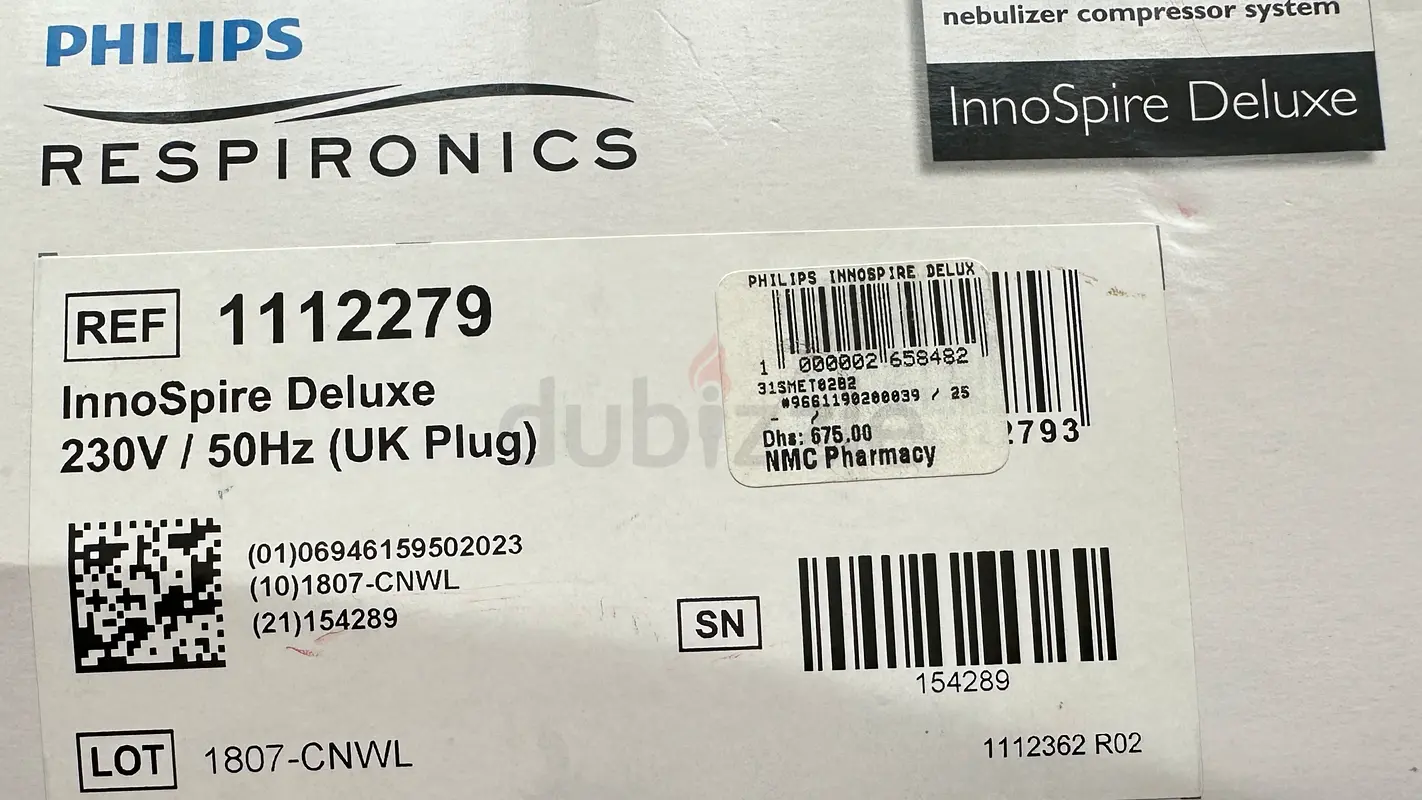 PHILIPS
RESPIRONICS
nebulizer compressor system
InnoSpire Deluxe
REF 1112279
InnoSpire Deluxe
230V / 50Hz (UK Plug)
PHILIPS INNOSPIRE DELUX
1 000002 658482
31SMET0282
#9661190200039 / 25
- /
Dhs: 675.00
NMC Pharmacy
2793
(01)06946159502023
(10)1807-CNWL
(21)154289
SN
154289
LOT 1807-CNWL
1112362 R02
dubizzle